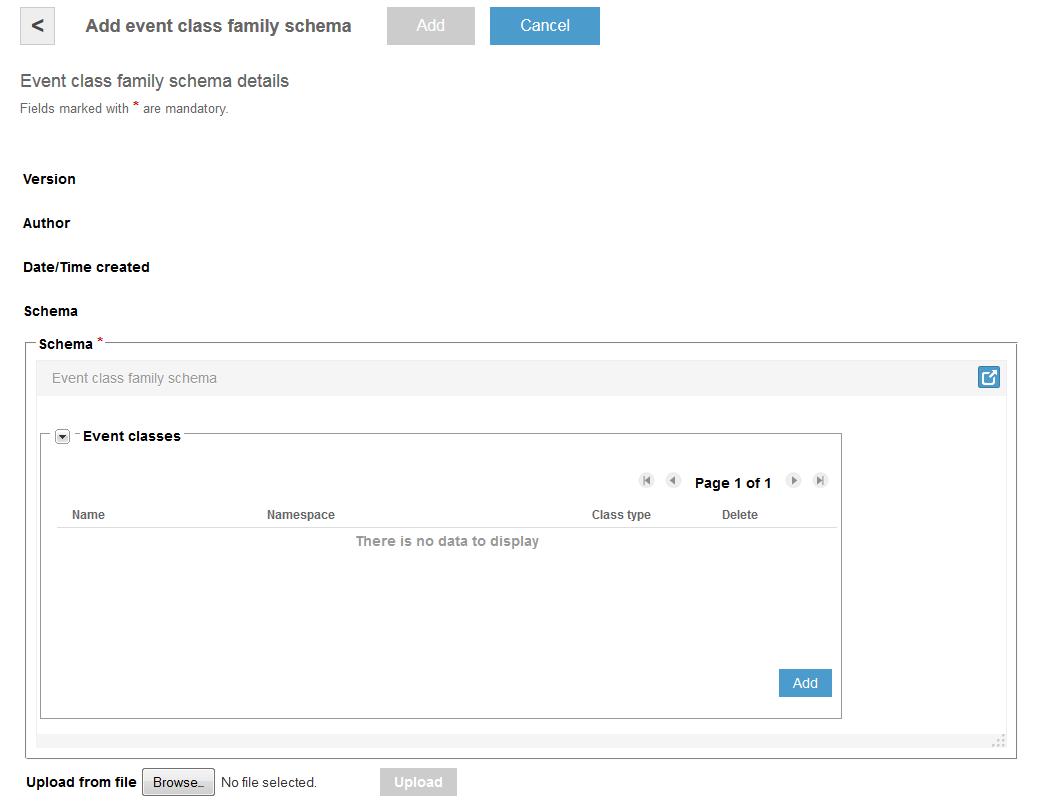 < Add event class family schema Add Cancel
Event class family schema details
Fields marked with * are mandatory.
Version
Author
Date/Time created
Schema
Schema *
Event class family schema
Event classes
Page 1 of 1
Name Namespace Class type Delete
There is no data to display
Add
Upload from file Browse_ No file selected. Upload